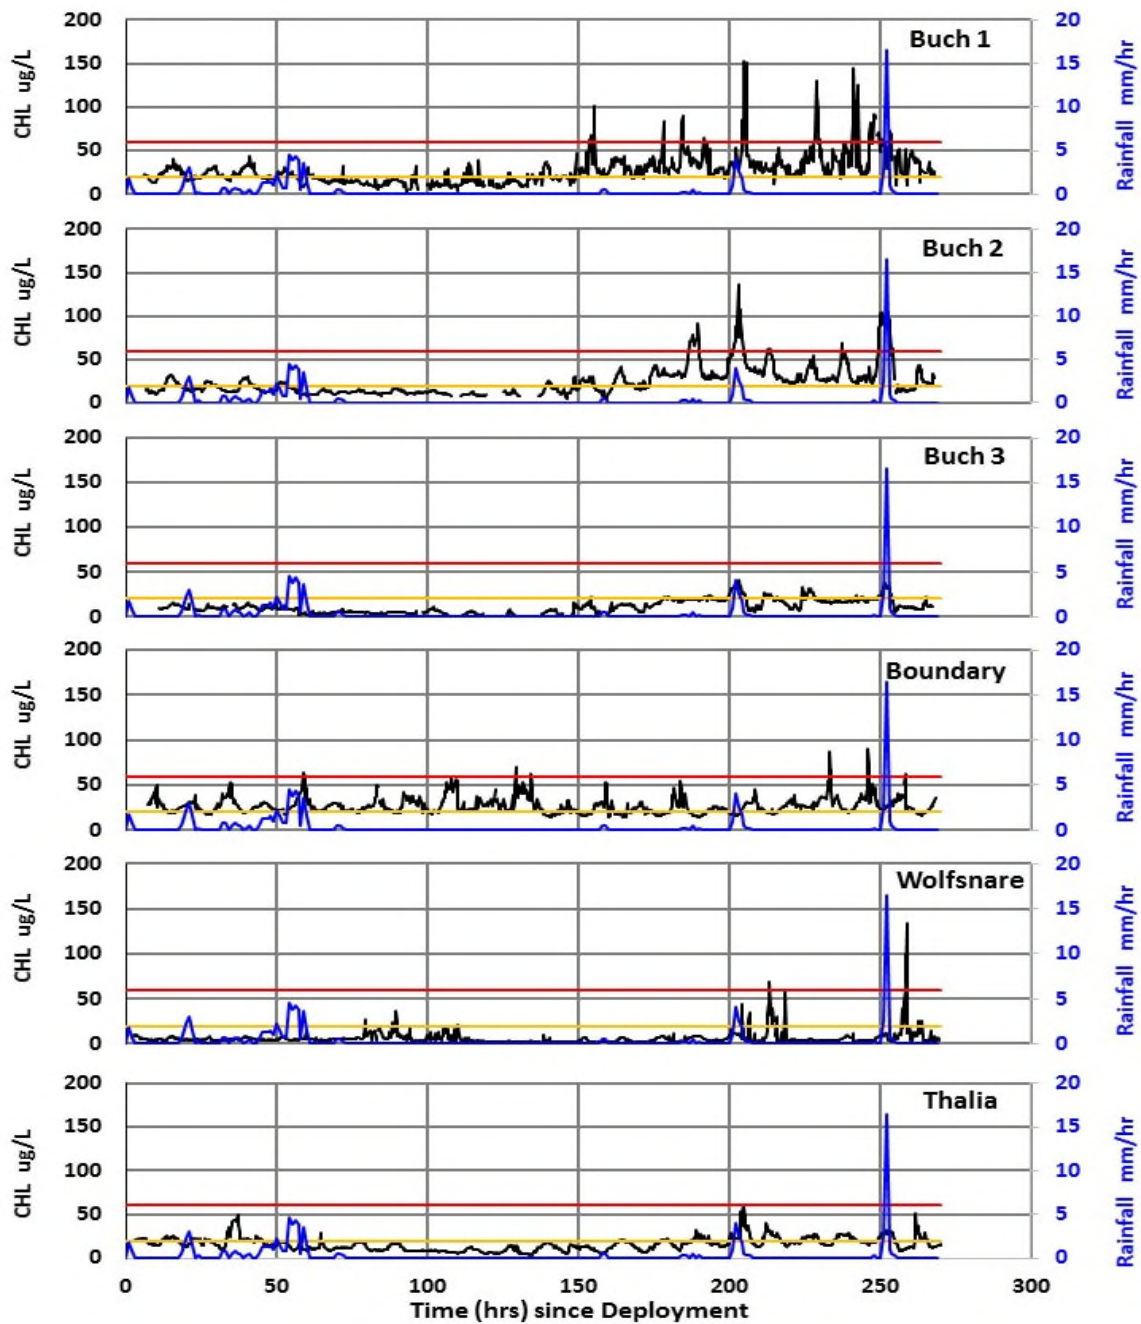 200 20
Buch 1
150 15
100 10
50 5
0 0
CHL ug/L
Rainfall mm/hr
200 20
Buch 2
150 15
100 10
50 5
0 0
CHL ug/L
Rainfall mm/hr
200 20
Buch 3
150 15
100 10
50 5
0 0
CHL ug/L
Rainfall mm/hr
200 20
Boundary
150 15
100 10
50 5
0 0
CHL ug/L
Rainfall mm/hr
200 20
Wolfsnare
150 15
100 10
50 5
0 0
CHL ug/L
Rainfall mm/hr
200 20
Thalia
150 15
100 10
50 5
0 0
CHL ug/L
Rainfall mm/hr
0 50 100 150 200 250 300
Time (hrs) since Deployment